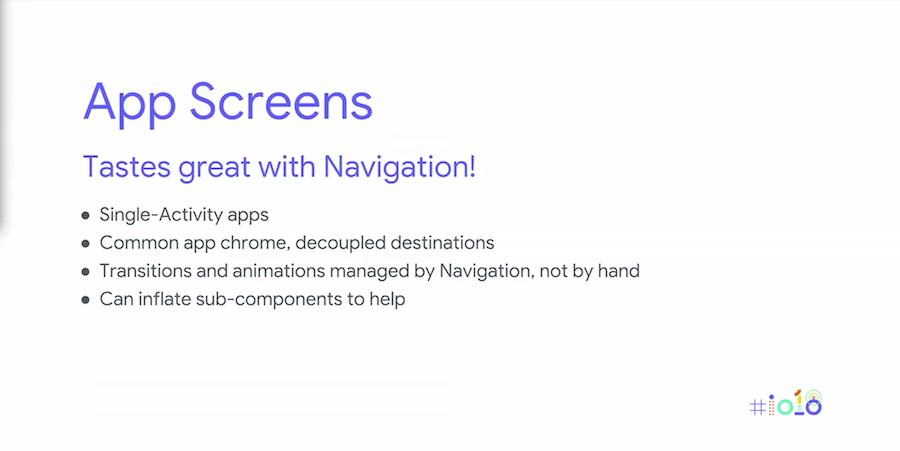 App Screens
Tastes great with Navigation!
• Single-Activity apps
• Common app chrome, decoupled destinations
• Transitions and animations managed by Navigation, not by hand
• Can inflate sub-components to help
#io18